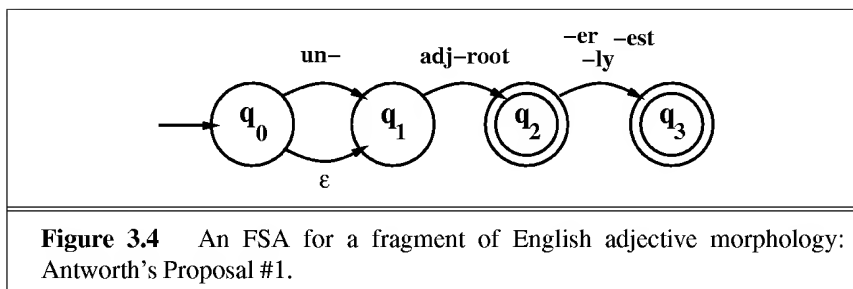 un– adj–root –er –est
–ly
q0 q1 q2 q3
ε
Figure 3.4 An FSA for a fragment of English adjective morphology:
Antworth's Proposal #1.